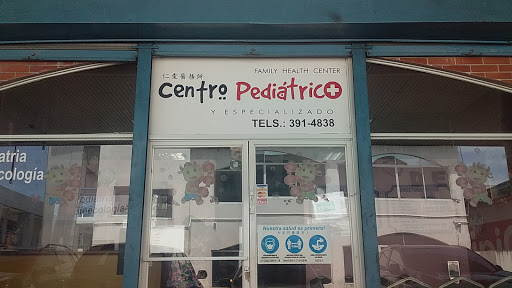 仁愛醫務所
FAMILY HEALTH CENTER
Centro Pediátrico
Y ESPECIALIZADO
TELS.: 391-4838
atria
ecología
Nuestra salud es primero!